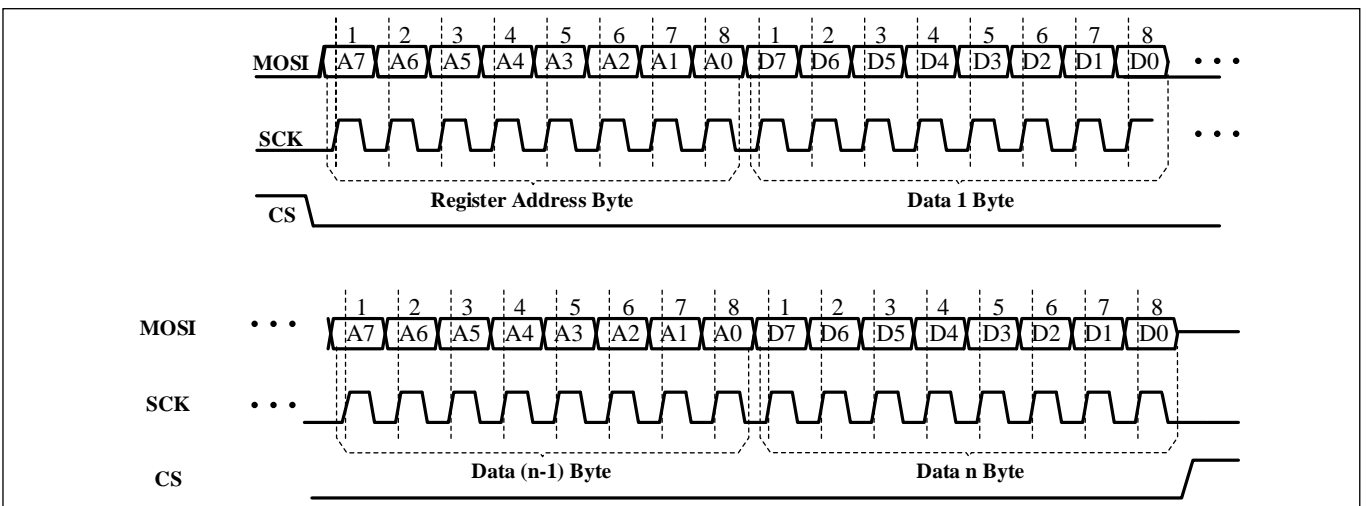 1 2 3 4 5 6 7 8 1 2 3 4 5 6 7 8
MOSI A7 A6 A5 A4 A3 A2 A1 A0 D7 D6 D5 D4 D3 D2 D1 D0 • • •
SCK • • •
Register Address Byte Data 1 Byte
CS
1 2 3 4 5 6 7 8 1 2 3 4 5 6 7 8
MOSI • • • A7 A6 A5 A4 A3 A2 A1 A0 D7 D6 D5 D4 D3 D2 D1 D0
SCK • • •
Data (n-1) Byte Data n Byte
CS